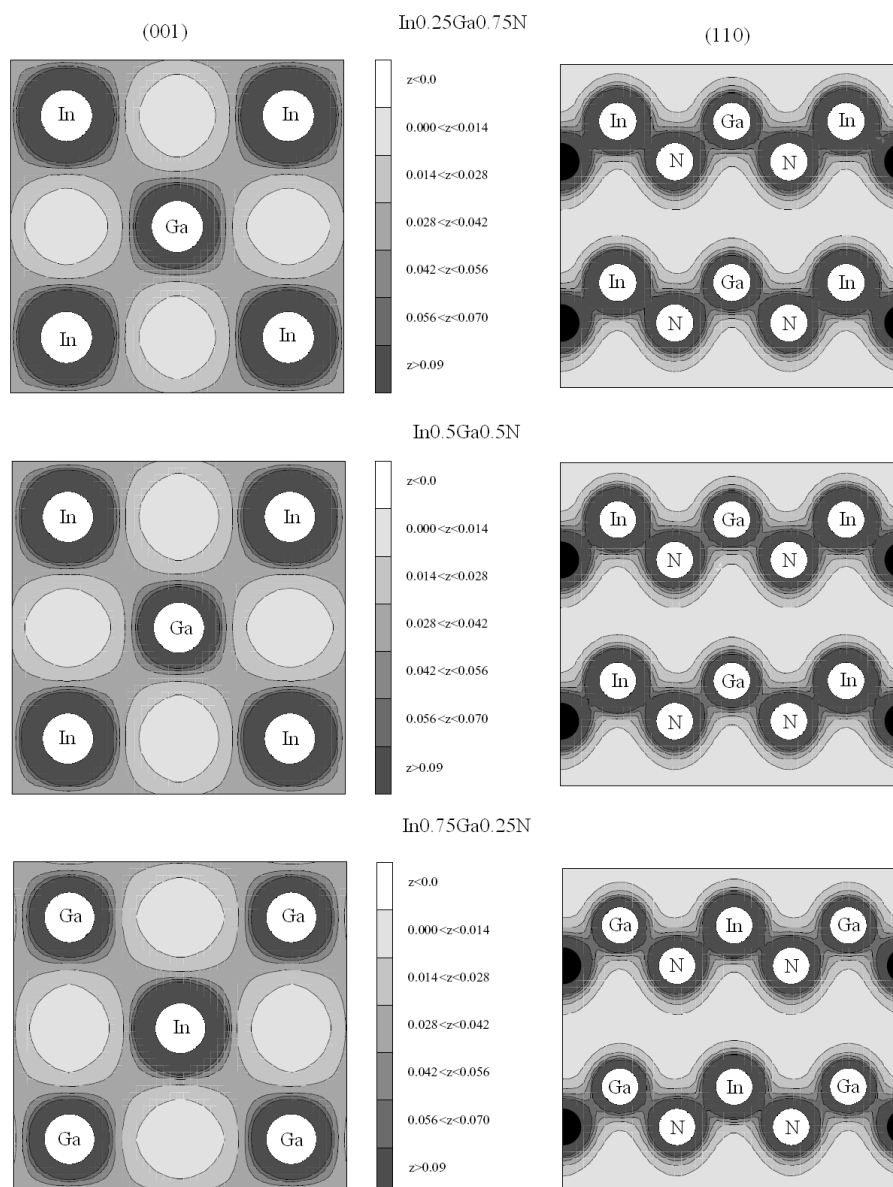 (001)
In0.25Ga0.75N
(110)
In
In
Ga
In
In
z<0.0
0.000<z<0.014
0.014<z<0.028
0.028<z<0.042
0.042<z<0.056
0.056<z<0.070
z>0.09
In
Ga
In
N
N
In
Ga
In
N
N
In0.5Ga0.5N
In
In
Ga
In
In
z<0.0
0.000<z<0.014
0.014<z<0.028
0.028<z<0.042
0.042<z<0.056
0.056<z<0.070
z>0.09
In
Ga
In
N
N
In
Ga
In
N
N
In0.75Ga0.25N
Ga
Ga
In
Ga
Ga
z<0.0
0.000<z<0.014
0.014<z<0.028
0.028<z<0.042
0.042<z<0.056
0.056<z<0.070
z>0.09
Ga
In
Ga
N
N
Ga
In
Ga
N
N